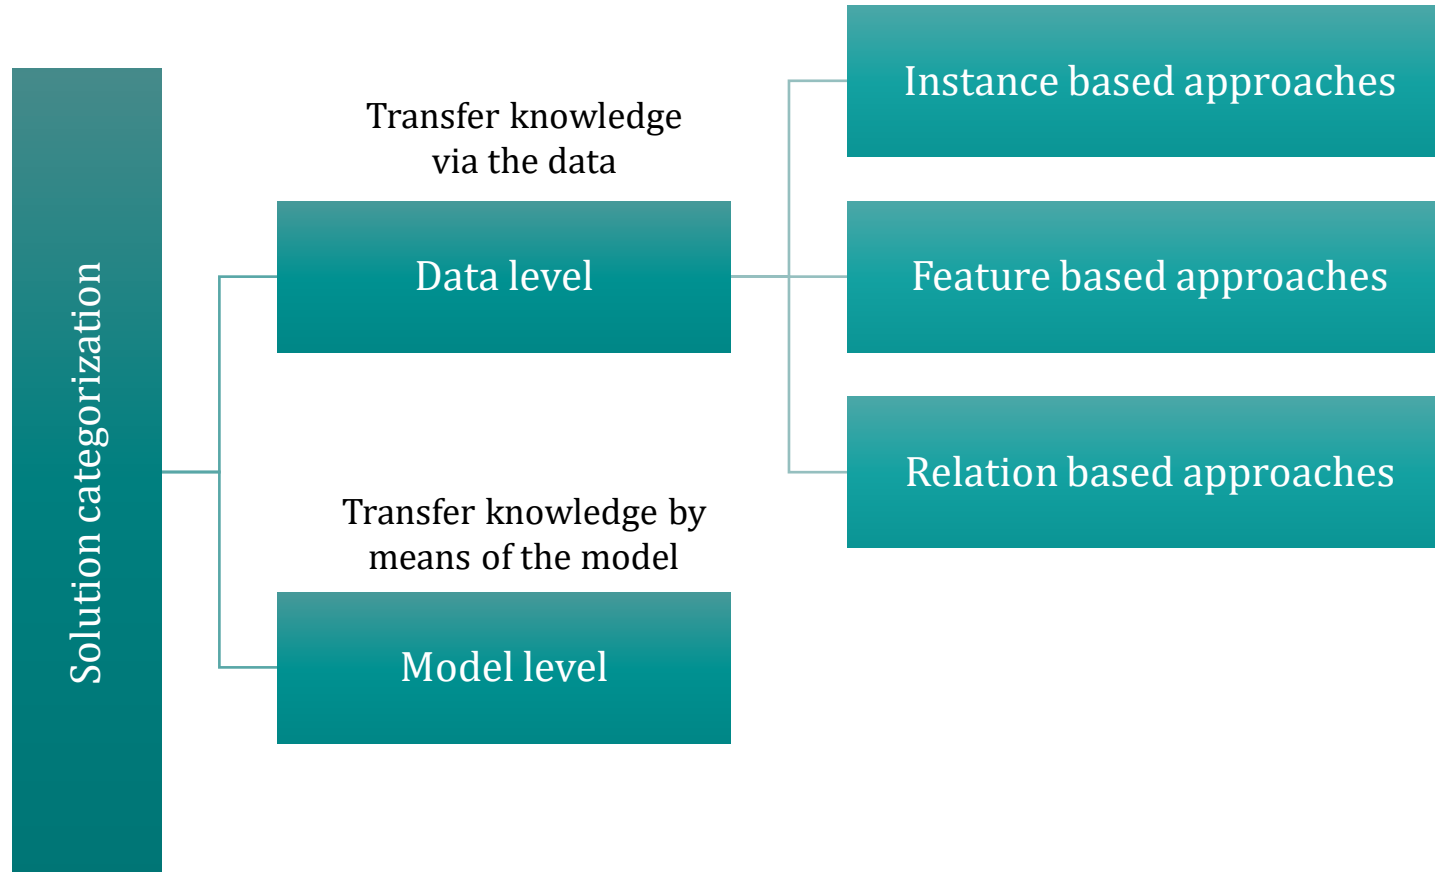 Solution categorization
Transfer knowledge
via the data
Data level
Transfer knowledge by
means of the model
Model level
Instance based approaches
Feature based approaches
Relation based approaches